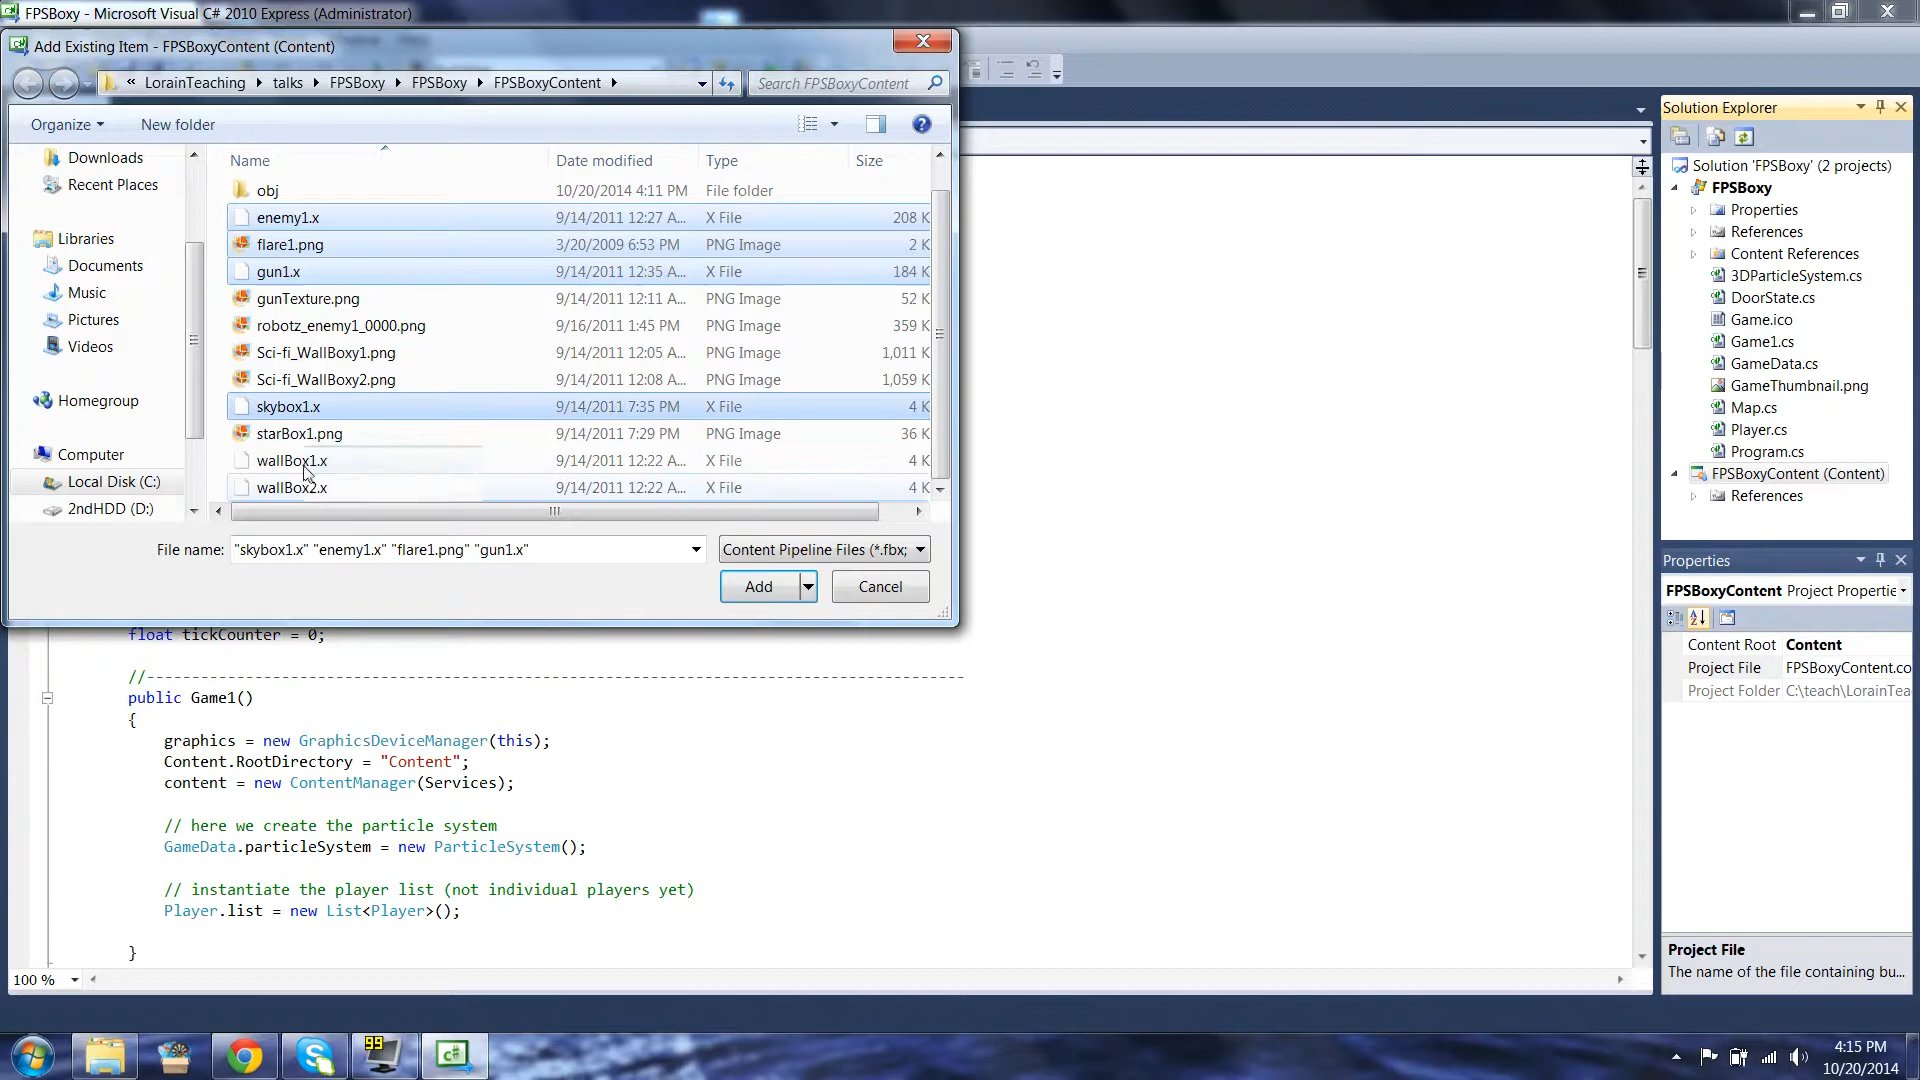 FPSBoxy - Microsoft Visual C# 2010 Express (Administrator)
Add Existing Item - FPSBoxyContent (Content)
« LorainTeaching talks FPSBoxy FPSBoxy FPSBoxyContent
Search FPSBoxyContent
Organize New folder
Name Date modified Type Size
Downloads
Recent Places
Libraries
Documents
Music
Pictures
Videos
Homegroup
Computer
Local Disk (C:)
2ndHDD (D:)
obj 10/20/2014 4:11 PM File folder
enemy1.x 9/14/2011 12:27 A... X File 208 K
flare1.png 3/20/2009 6:53 PM PNG Image 2 K
gun1.x 9/14/2011 12:35 A... X File 184 K
gunTexture.png 9/14/2011 12:11 A... PNG Image 52 K
robotz_enemy1_0000.png 9/16/2011 1:45 PM PNG Image 359 K
Sci-fi_WallBoxy1.png 9/14/2011 12:05 A... PNG Image 1,011 K
Sci-fi_WallBoxy2.png 9/14/2011 12:08 A... PNG Image 1,059 K
skybox1.x 9/14/2011 7:35 PM X File 4 K
starBox1.png 9/14/2011 7:29 PM PNG Image 36 K
wallBox1.x 9/14/2011 12:22 A... X File 4 K
wallBox2.x 9/14/2011 12:22 A... X File 4 K
File name: "skybox1.x" "enemy1.x" "flare1.png" "gun1.x"
Content Pipeline Files (*.fbx;
Add Cancel
float tickCounter = 0;
//-------------------------------------------------------------------------------------------
public Game1()
{
graphics = new GraphicsDeviceManager(this);
Content.RootDirectory = "Content";
content = new ContentManager(Services);
// here we create the particle system
GameData.particleSystem = new ParticleSystem();
// instantiate the player list (not individual players yet)
Player.list = new List<Player>();
}
100 %
Solution Explorer
Solution 'FPSBoxy' (2 projects)
FPSBoxy
Properties
References
Content References
3DParticleSystem.cs
DoorState.cs
Game.ico
Game1.cs
GameData.cs
GameThumbnail.png
Map.cs
Player.cs
Program.cs
FPSBoxyContent (Content)
References
Properties
FPSBoxyContent Project Propertie
Content Root Content
Project File FPSBoxyContent.co
Project Folder C:\teach\LorainTea
Project File
The name of the file containing bu...
99
4:15 PM
10/20/2014